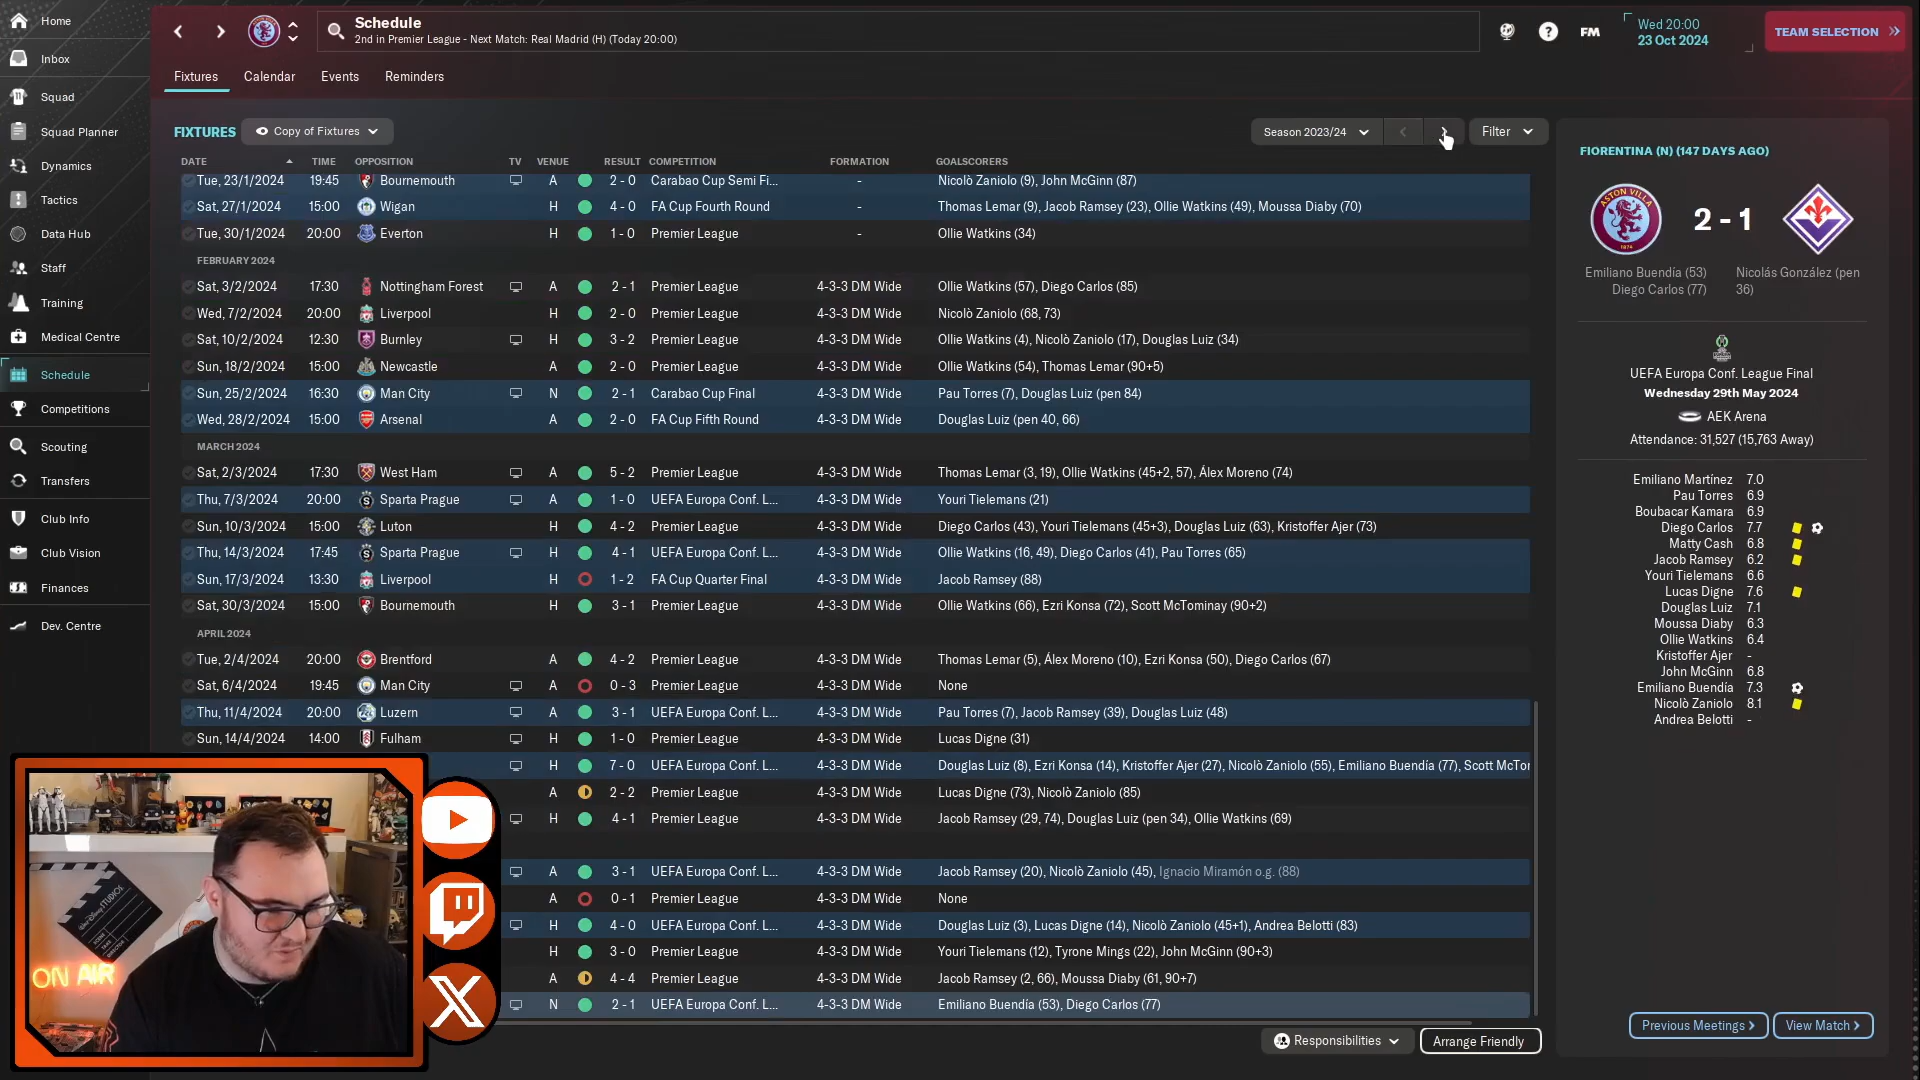 Home
Inbox
Squad
Squad Planner
Dynamics
Tactics
Data Hub
Staff
Training
Medical Centre
Schedule
Competitions
Scouting
Transfers
Club Info
Club Vision
Finances
Dev. Centre
Schedule
2nd in Premier League - Next Match: Real Madrid (H) (Today 20:00)
FM
Wed 20:00
23 Oct 2024
TEAM SELECTION
Fixtures Calendar Events Reminders
FIXTURES Copy of Fixtures Season 2023/24 Filter
DATE TIME OPPOSITION TV VENUE RESULT COMPETITION FORMATION GOALSCORERS
Tue, 23/1/2024 19:45 Bournemouth A 2 - 0 Carabao Cup Semi Fi... - Nicolò Zaniolo (9), John McGinn (87)
Sat, 27/1/2024 15:00 Wigan H 4 - 0 FA Cup Fourth Round - Thomas Lemar (9), Jacob Ramsey (23), Ollie Watkins (49), Moussa Diaby (70)
Tue, 30/1/2024 20:00 Everton H 1 - 0 Premier League - Ollie Watkins (34)
FEBRUARY 2024
Sat, 3/2/2024 17:30 Nottingham Forest A 2 - 1 Premier League 4-3-3 DM Wide Ollie Watkins (57), Diego Carlos (85)
Wed, 7/2/2024 20:00 Liverpool H 2 - 0 Premier League 4-3-3 DM Wide Nicolò Zaniolo (68, 73)
Sat, 10/2/2024 12:30 Burnley H 3 - 2 Premier League 4-3-3 DM Wide Ollie Watkins (4), Nicolò Zaniolo (17), Douglas Luiz (34)
Sun, 18/2/2024 15:00 Newcastle A 2 - 0 Premier League 4-3-3 DM Wide Ollie Watkins (54), Thomas Lemar (90+5)
Sun, 25/2/2024 16:30 Man City N 2 - 1 Carabao Cup Final 4-3-3 DM Wide Pau Torres (7), Douglas Luiz (pen 84)
Wed, 28/2/2024 15:00 Arsenal A 2 - 0 FA Cup Fifth Round 4-3-3 DM Wide Douglas Luiz (pen 40, 66)
MARCH 2024
Sat, 2/3/2024 17:30 West Ham A 5 - 2 Premier League 4-3-3 DM Wide Thomas Lemar (3, 19), Ollie Watkins (45+2, 57), Álex Moreno (74)
Thu, 7/3/2024 20:00 Sparta Prague A 1 - 0 UEFA Europa Conf. L... 4-3-3 DM Wide Youri Tielemans (21)
Sun, 10/3/2024 15:00 Luton H 4 - 2 Premier League 4-3-3 DM Wide Diego Carlos (43), Youri Tielemans (45+3), Douglas Luiz (63), Kristoffer Ajer (73)
Thu, 14/3/2024 17:45 Sparta Prague H 4 - 1 UEFA Europa Conf. L... 4-3-3 DM Wide Ollie Watkins (16, 49), Diego Carlos (41), Pau Torres (65)
Sun, 17/3/2024 13:30 Liverpool H 1 - 2 FA Cup Quarter Final 4-3-3 DM Wide Jacob Ramsey (88)
Sat, 30/3/2024 15:00 Bournemouth H 3 - 1 Premier League 4-3-3 DM Wide Ollie Watkins (66), Ezri Konsa (72), Scott McTominay (90+2)
APRIL 2024
Tue, 2/4/2024 20:00 Brentford A 4 - 2 Premier League 4-3-3 DM Wide Thomas Lemar (5), Álex Moreno (10), Ezri Konsa (50), Diego Carlos (67)
Sat, 6/4/2024 19:45 Man City A 0 - 3 Premier League 4-3-3 DM Wide None
Thu, 11/4/2024 20:00 Luzern A 3 - 1 UEFA Europa Conf. L... 4-3-3 DM Wide Pau Torres (7), Jacob Ramsey (39), Douglas Luiz (48)
Sun, 14/4/2024 14:00 Fulham H 1 - 0 Premier League 4-3-3 DM Wide Lucas Digne (31)
H 7 - 0 UEFA Europa Conf. L... 4-3-3 DM Wide Douglas Luiz (8), Ezri Konsa (14), Kristoffer Ajer (27), Nicolò Zaniolo (55), Emiliano Buendía (77), Scott McTor
A 2 - 2 Premier League 4-3-3 DM Wide Lucas Digne (73), Nicolò Zaniolo (85)
H 4 - 1 Premier League 4-3-3 DM Wide Jacob Ramsey (29, 74), Douglas Luiz (pen 34), Ollie Watkins (69)
A 3 - 1 UEFA Europa Conf. L... 4-3-3 DM Wide Jacob Ramsey (20), Nicolò Zaniolo (45), Ignacio Miramón o.g. (88)
A 0 - 1 Premier League 4-3-3 DM Wide None
H 4 - 0 UEFA Europa Conf. L... 4-3-3 DM Wide Douglas Luiz (3), Lucas Digne (14), Nicolò Zaniolo (45+1), Andrea Belotti (83)
H 3 - 0 Premier League 4-3-3 DM Wide Youri Tielemans (12), Tyrone Mings (22), John McGinn (90+3)
A 4 - 4 Premier League 4-3-3 DM Wide Jacob Ramsey (2, 66), Moussa Diaby (61, 90+7)
N 2 - 1 UEFA Europa Conf. L... 4-3-3 DM Wide Emiliano Buendía (53), Diego Carlos (77)
Responsibilities Arrange Friendly
FIORENTINA (N) (147 DAYS AGO)
ASTON VILLA
2 - 1
Emiliano Buendía (53)
Diego Carlos (77)
Nicolás González (pen
36)
UEFA Europa Conf. League Final
Wednesday 29th May 2024
AEK Arena
Attendance: 31,527 (15,763 Away)
Emiliano Martínez 7.0
Pau Torres 6.9
Boubacar Kamara 6.9
Diego Carlos 7.7
Matty Cash 6.8
Jacob Ramsey 6.2
Youri Tielemans 6.6
Lucas Digne 7.6
Douglas Luiz 7.1
Moussa Diaby 6.3
Ollie Watkins 6.4
Kristoffer Ajer -
John McGinn 6.8
Emiliano Buendía 7.3
Nicolò Zaniolo 8.1
Andrea Belotti -
Previous Meetings View Match
ON AIR